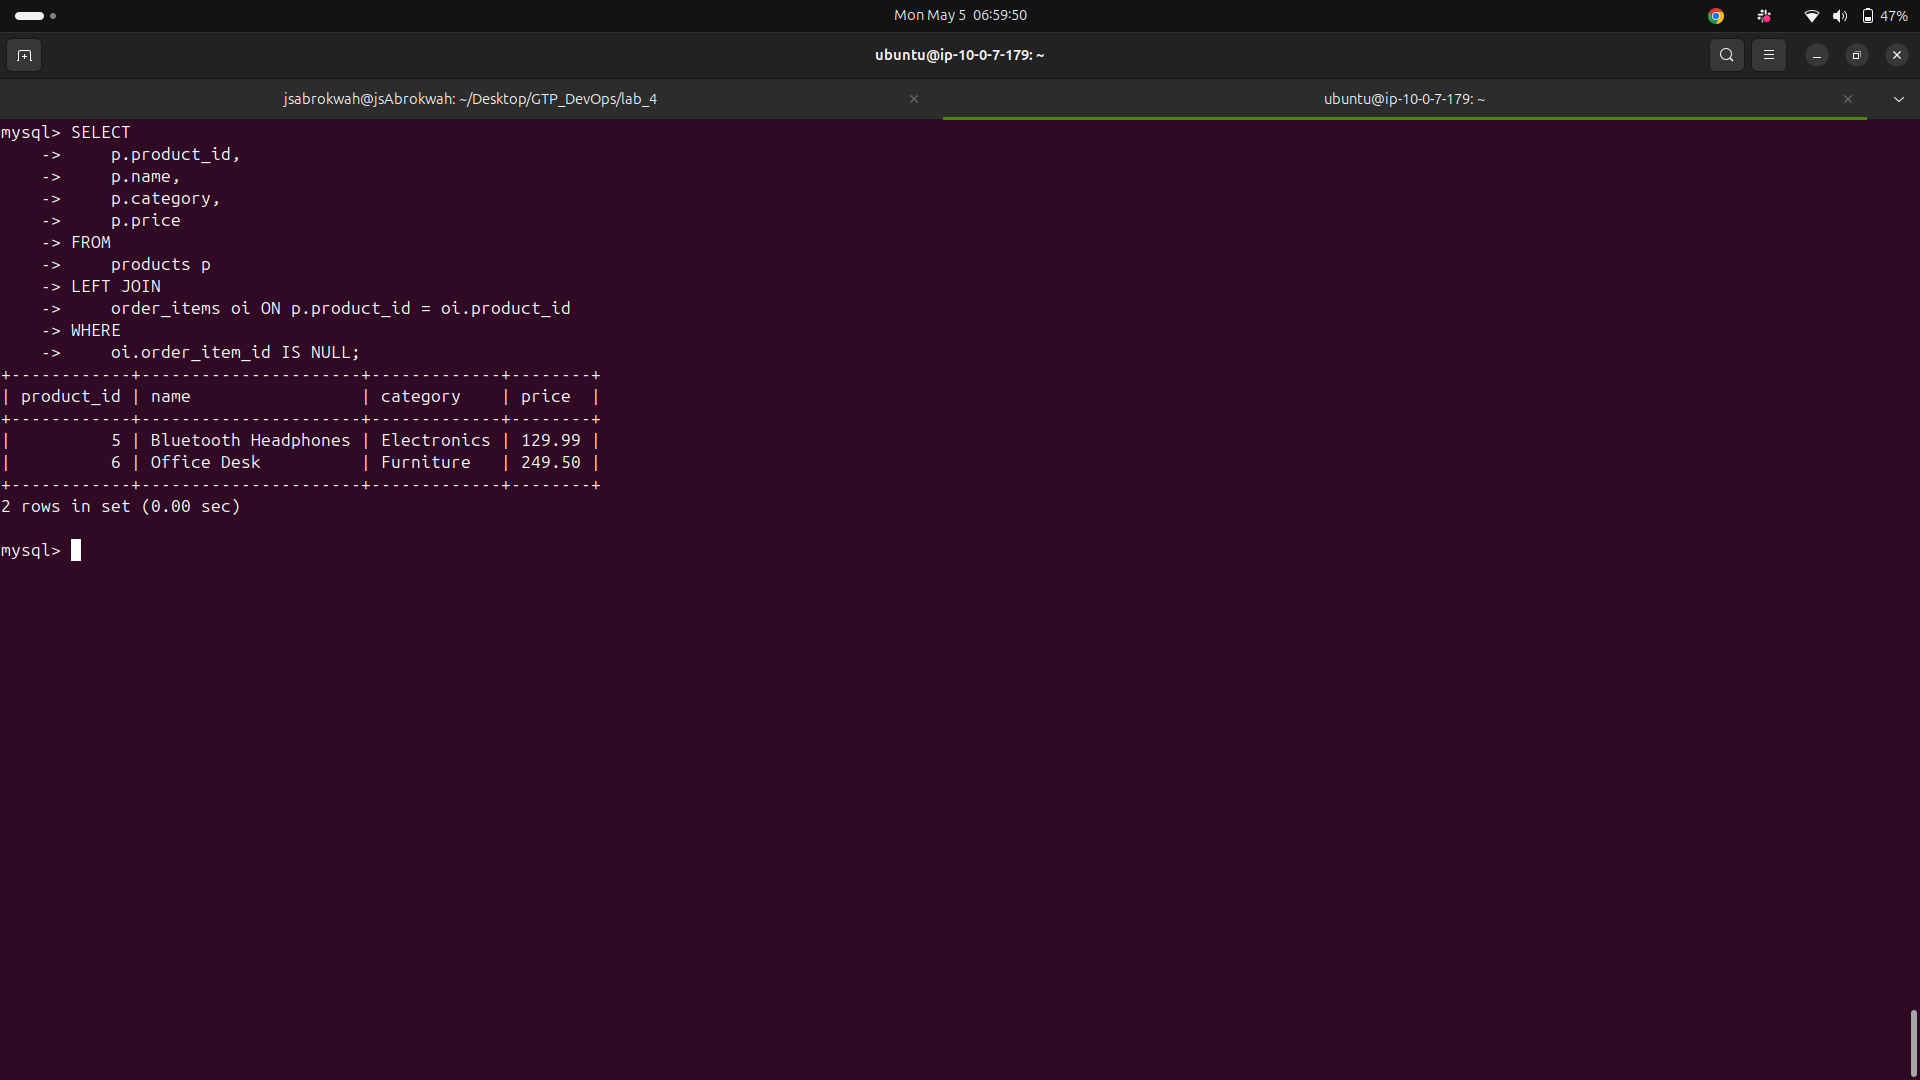 Mon May 5 06:59:50
47%
ubuntu@ip-10-0-7-179: ~
jsabrokwah@jsAbrokwah: ~/Desktop/GTP_DevOps/lab_4
ubuntu@ip-10-0-7-179: ~
mysql> SELECT
    ->     p.product_id,
    ->     p.name,
    ->     p.category,
    ->     p.price
    -> FROM
    ->     products p
    -> LEFT JOIN
    ->     order_items oi ON p.product_id = oi.product_id
    -> WHERE
    ->     oi.order_item_id IS NULL;
+------------+---------------------+-------------+--------+
| product_id | name                | category    | price  |
+------------+---------------------+-------------+--------+
|          5 | Bluetooth Headphones | Electronics | 129.99 |
|          6 | Office Desk          | Furniture   | 249.50 |
+------------+---------------------+-------------+--------+
2 rows in set (0.00 sec)
mysql>